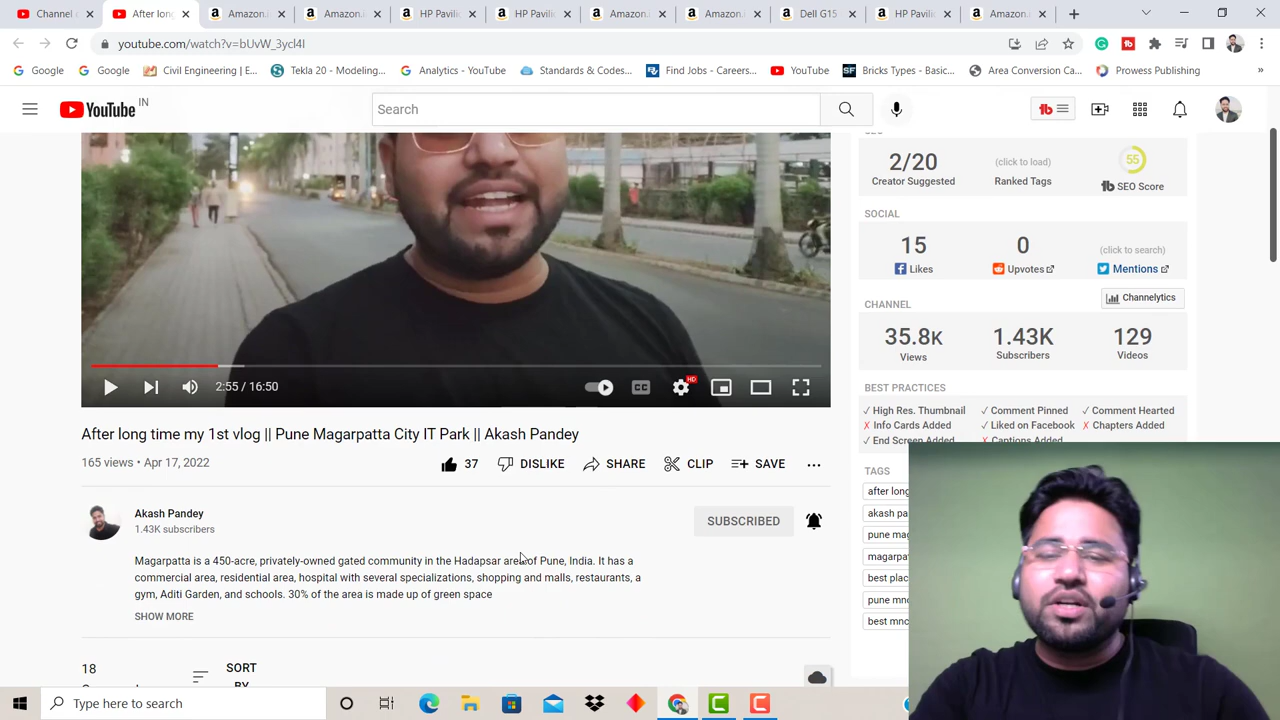 Channel c
After long
Amazon.i
Amazon.i
HP Pavilic
HP Pavilic
Amazon.i
Amazon.i
Dell G15
HP Pavilic
Amazon.i
youtube.com/watch?v=bUvW_3ycl4I
Google
Google
Civil Engineering | E...
Tekla 20 - Modeling...
Analytics - YouTube
Standards & Codes...
Find Jobs - Careers...
YouTube
SF Bricks Types - Basic...
Area Conversion Ca...
Prowess Publishing
YouTube IN
Search
2/20
Creator Suggested
(click to load)
Ranked Tags
55
SEO Score
SOCIAL
15
Likes
0
Upvotes
(click to search)
Mentions
CHANNEL
Channelytics
35.8K
Views
1.43K
Subscribers
129
Videos
BEST PRACTICES
✓ High Res. Thumbnail
✓ Comment Pinned
✓ Comment Hearted
✗ Info Cards Added
✓ Liked on Facebook
✗ Chapters Added
✓ End Screen Added
✗ Captions Added
TAGS
after long
akash pa
pune mag
magarpat
best plac
pune mn
best mnc
2:55 / 16:50
CC
HD
After long time my 1st vlog || Pune Magarpatta City IT Park || Akash Pandey
165 views • Apr 17, 2022
37
DISLIKE
SHARE
CLIP
SAVE
Akash Pandey
1.43K subscribers
SUBSCRIBED
Magarpatta is a 450-acre, privately-owned gated community in the Hadapsar area of Pune, India. It has a
commercial area, residential area, hospital with several specializations, shopping and malls, restaurants, a
gym, Aditi Garden, and schools. 30% of the area is made up of green space
SHOW MORE
18
SORT
BY
Type here to search